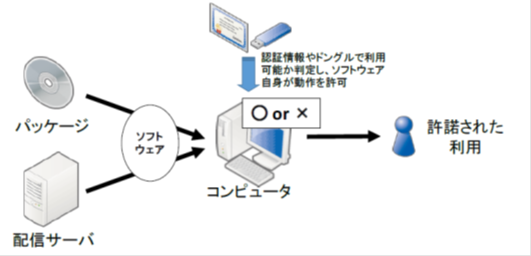 認証情報やドングルで利用
可能か判定し、ソフトウェア
自身が動作を許可
○ or ×
パッケージ
ソフト
ウェア
許諾された
利用
コンピュータ
配信サーバ